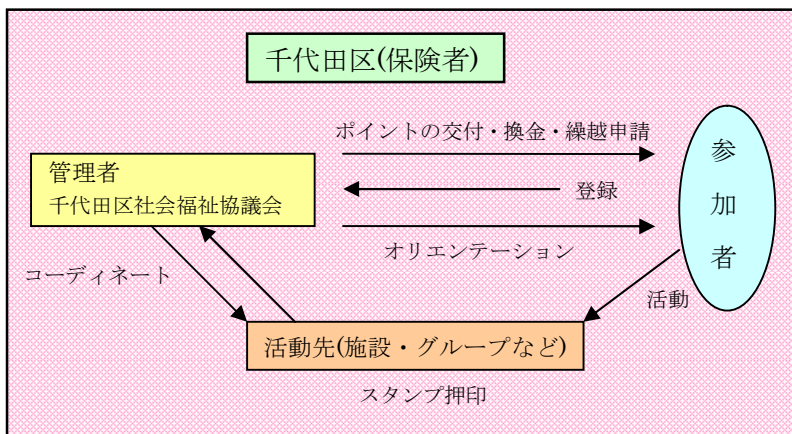 千代田区(保険者)
ポイントの交付・換金・繰越申請
管理者
千代田区社会福祉協議会
登録
オリエンテーション
参
加
者
コーディネート
活動
活動先(施設・グループなど)
スタンプ押印